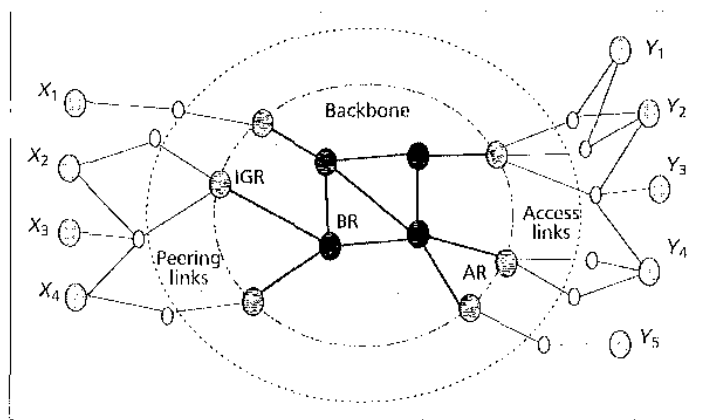 Y1
X1
Backbone
Y2
X2
IGR
Y3
X3
BR
Access
links
Peering
links
AR
Y4
X4
Y5